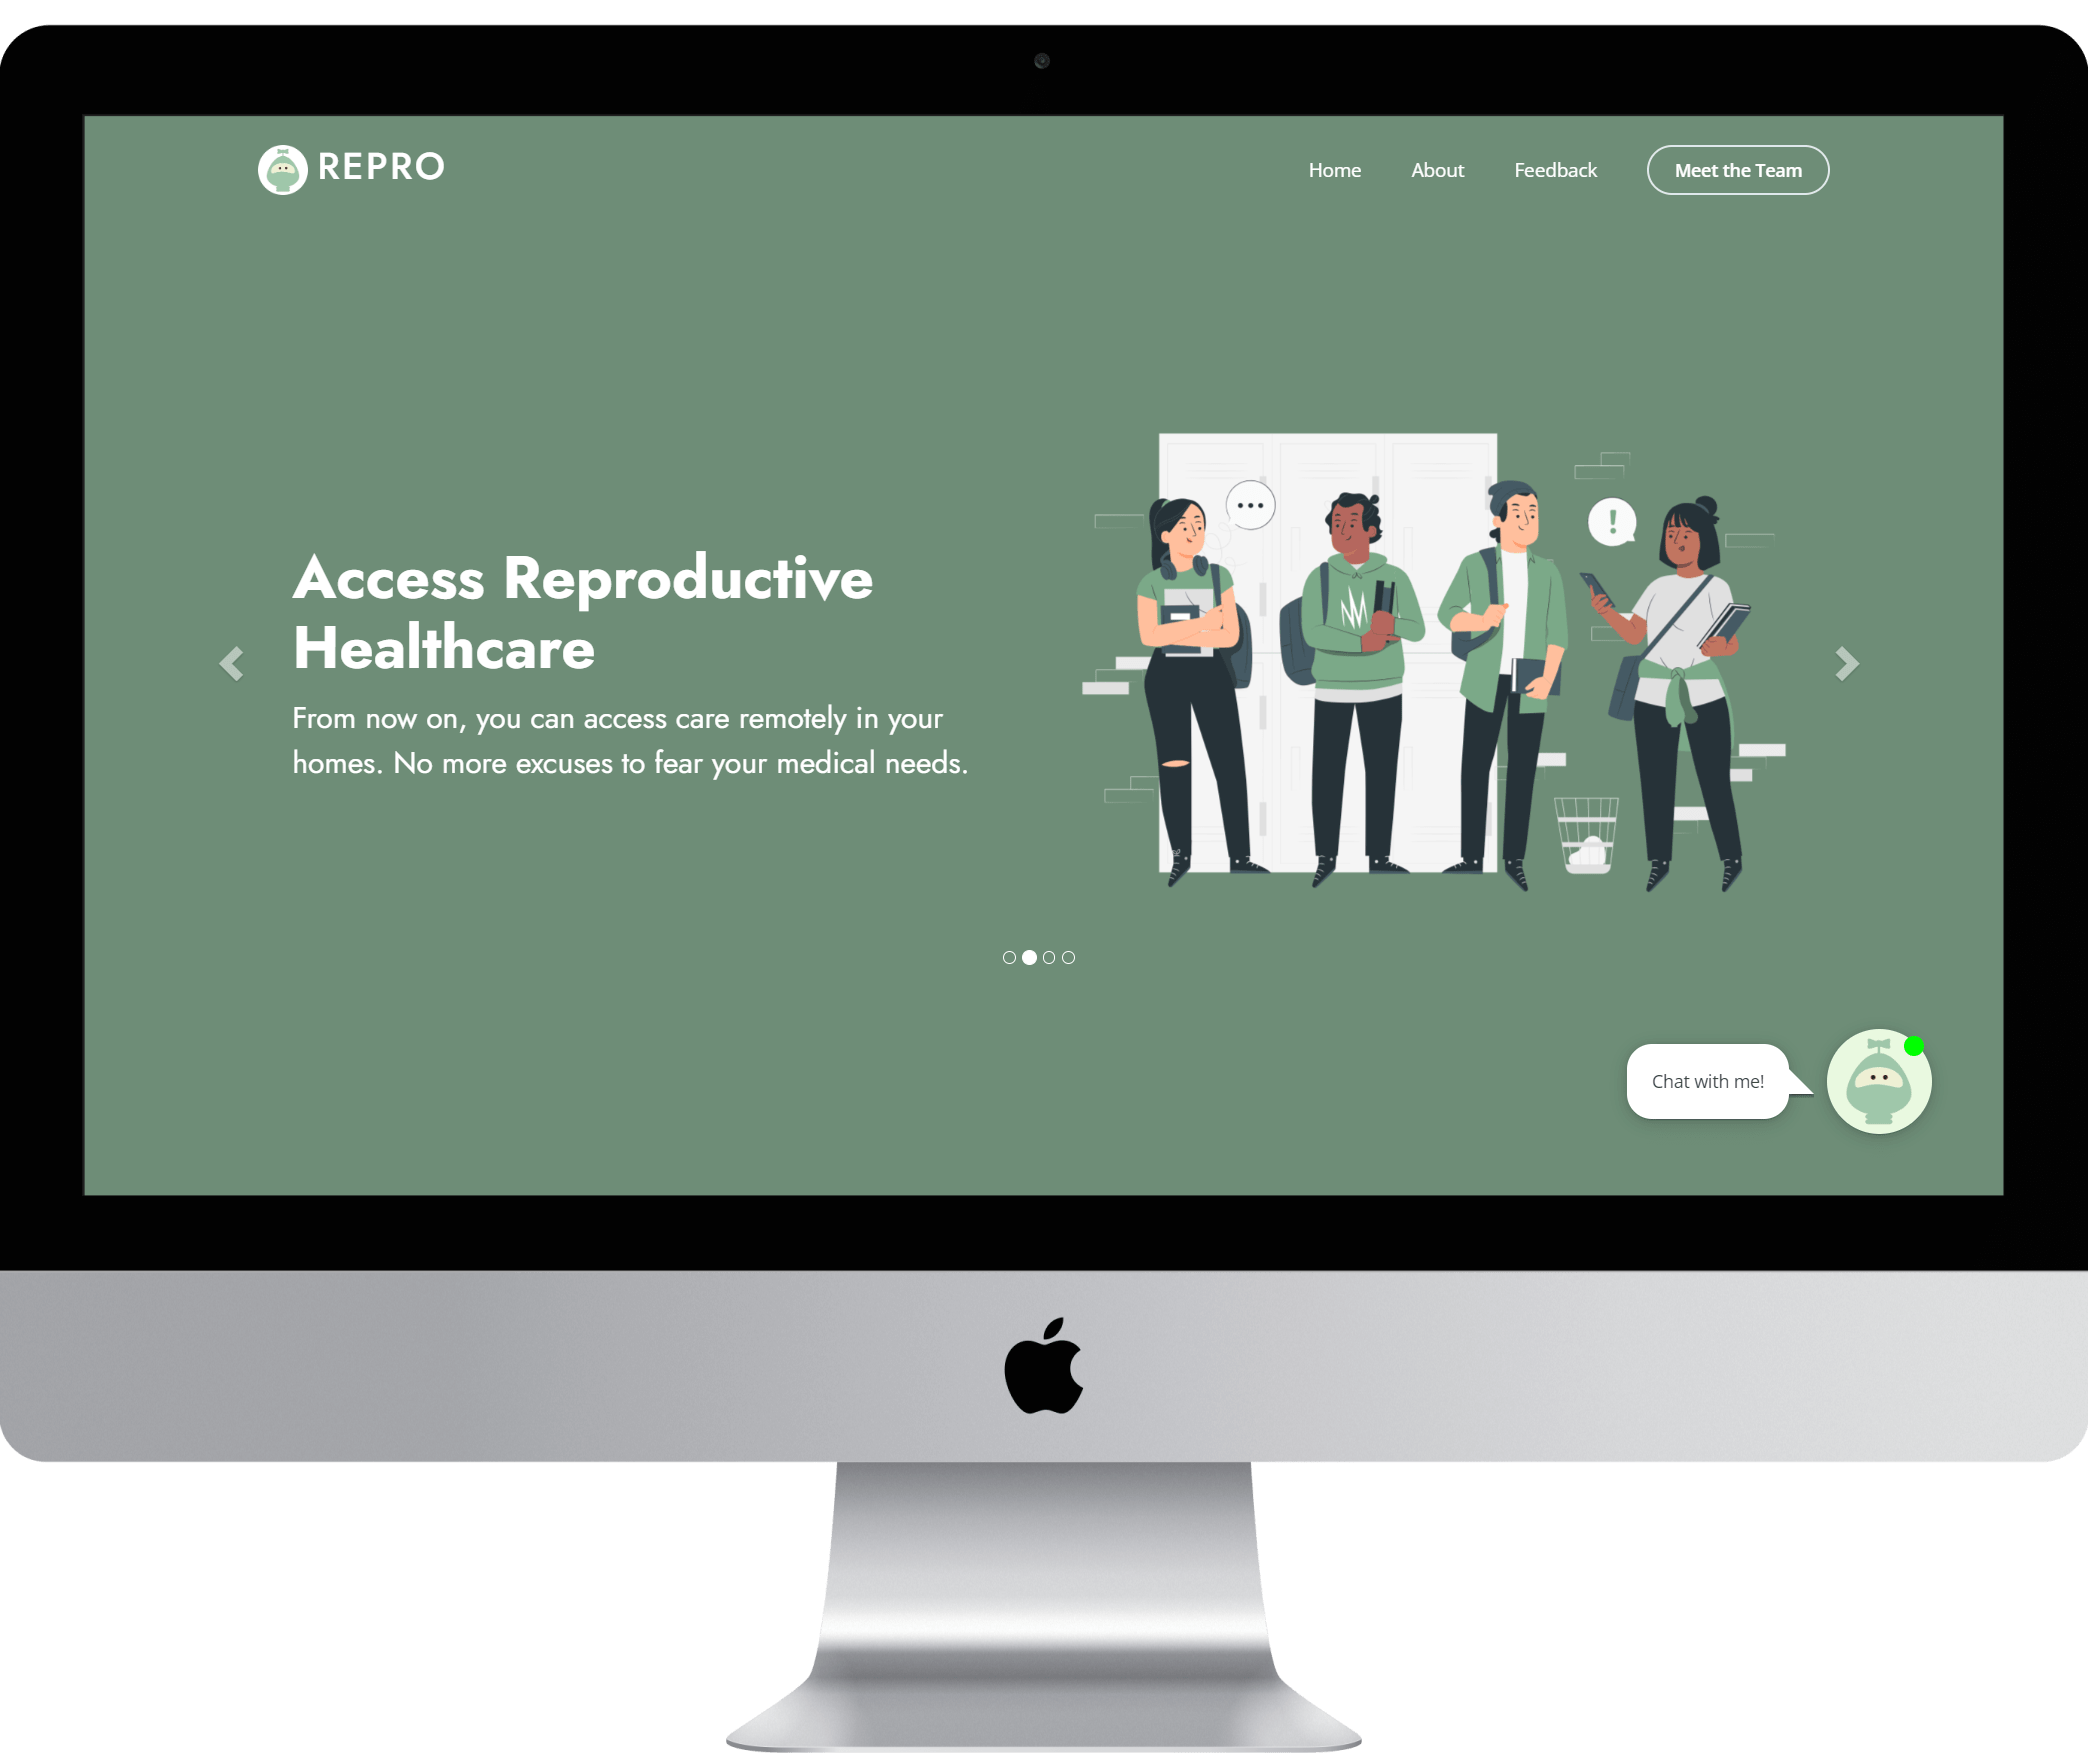 REPRO
Home
About
Feedback
Meet the Team
Access Reproductive
Healthcare
From now on, you can access care remotely in your
homes. No more excuses to fear your medical needs.
!
Chat with me!